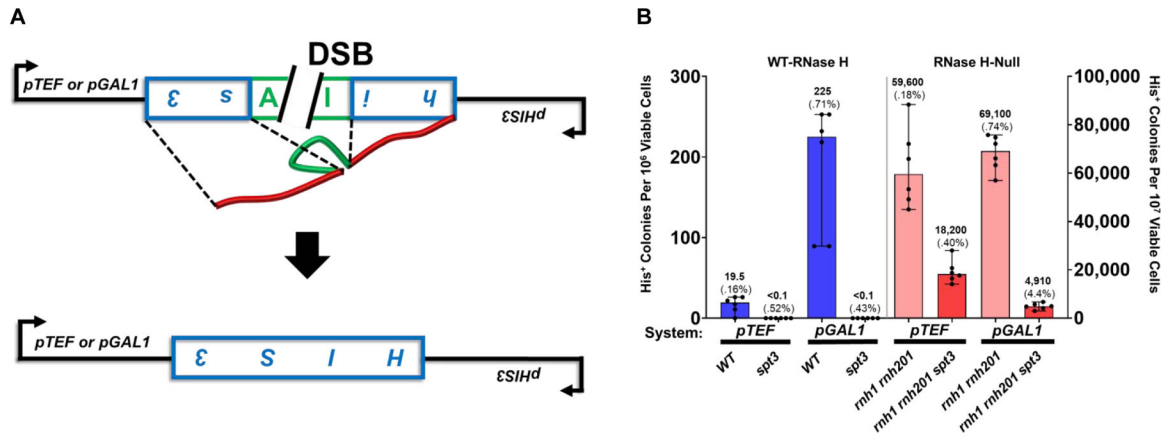 A
DSB
pTEF or pGAL1
3 s A I i h
pHIS3
pTEF or pGAL1
3 S I H
pHIS3
B
WT-RNase H RNase H-Null
His⁺ Colonies Per 10⁶ Viable Cells
300
200
100
0
19.5
(.16%)
<0.1
(.52%)
225
(.71%)
<0.1
(.43%)
59,600
(.18%)
18,200
(.40%)
69,100
(.74%)
4,910
(4.4%)
100,000
80,000
60,000
40,000
20,000
0
His⁺ Colonies Per 10⁷ Viable Cells
System: pTEF pGAL1 pTEF pGAL1
WT
spt3
WT
spt3
rnh1 rnh201
rnh1 rnh201 spt3
rnh1 rnh201
rnh1 rnh201 spt3